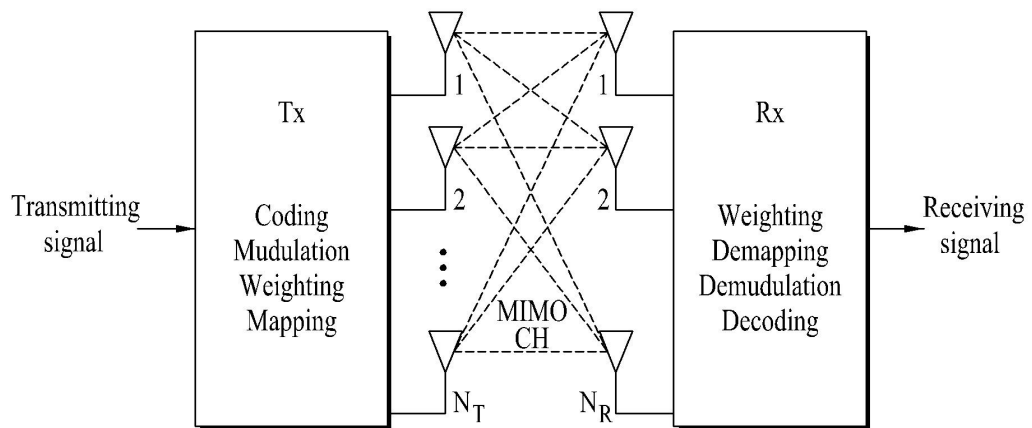 Transmitting
signal
Tx
Coding
Mudulation
Weighting
Mapping
1
2
N_T
MIMO
CH
1
2
N_R
Rx
Weighting
Demapping
Demudulation
Decoding
Receiving
signal